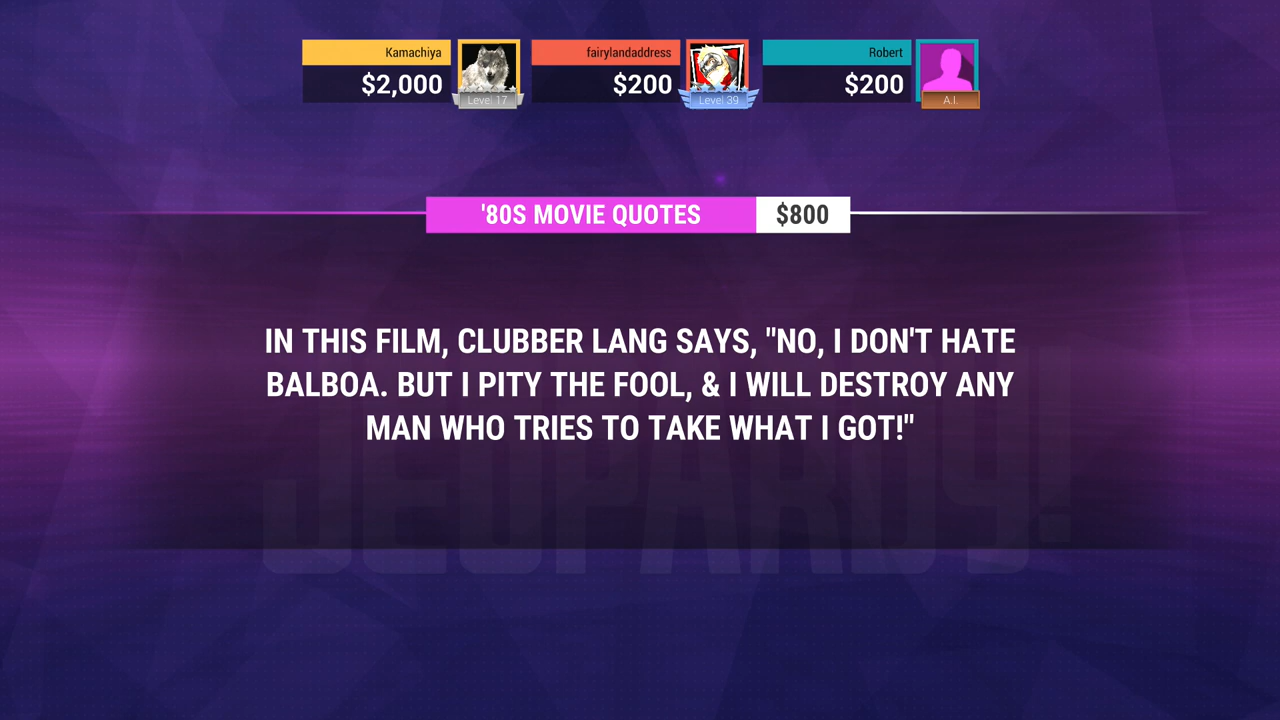 Kamachiya
$2,000
Level 17
fairylandaddress
$200
Level 39
Robert
$200
A.I.
'80S MOVIE QUOTES
$800
IN THIS FILM, CLUBBER LANG SAYS, "NO, I DON'T HATE
BALBOA. BUT I PITY THE FOOL, & I WILL DESTROY ANY
MAN WHO TRIES TO TAKE WHAT I GOT!"
JEOPARDY!